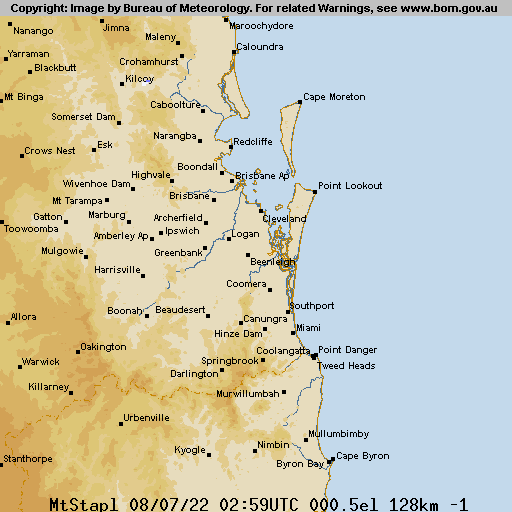 Copyright: Image by Bureau of Meteorology. For related Warnings, see www.bom.gov.au
Nanango
Jimna
Maroochydore
Maleny
Caloundra
Yarraman
Crohamhurst
Blackbutt
Kilcoy
Mt Binga
Caboolture
Cape Moreton
Somerset Dam
Narangba
Redcliffe
Crows Nest
Esk
Boondall
Highvale
Brisbane Ap
Wivenhoe Dam
Point Lookout
Mt Tarampa
Brisbane
Gatton
Marburg
Archerfield
Cleveland
Toowoomba
Amberley Ap
Ipswich
Logan
Mulgowie
Greenbank
Beenleigh
Harrisville
Coomera
Boonah
Beaudesert
Southport
Allora
Canungra
Hinze Dam
Miami
Oakington
Coolangatta
Point Danger
Warwick
Springbrook
Tweed Heads
Darlington
Killarney
Murwillumbah
Urbenville
Mullumbimby
Kyogle
Nimbin
Stanthorpe
Byron Bay
Cape Byron
MtStapl 08/07/22 02:59UTC 000.5el 128km -1